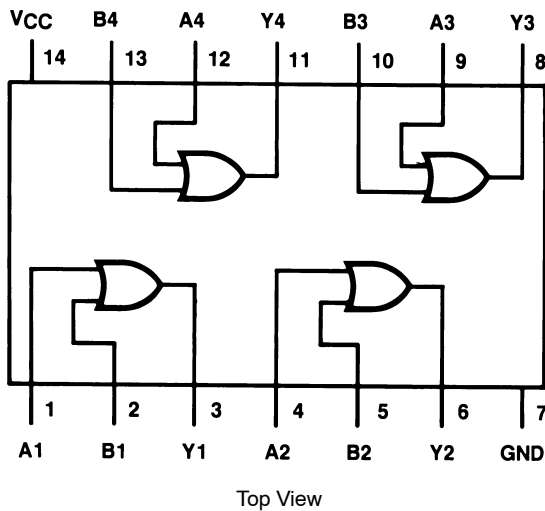 VCC B4 A4 Y4 B3 A3 Y3
14 13 12 11 10 9 8
1 2 3 4 5 6 7
A1 B1 Y1 A2 B2 Y2 GND
Top View